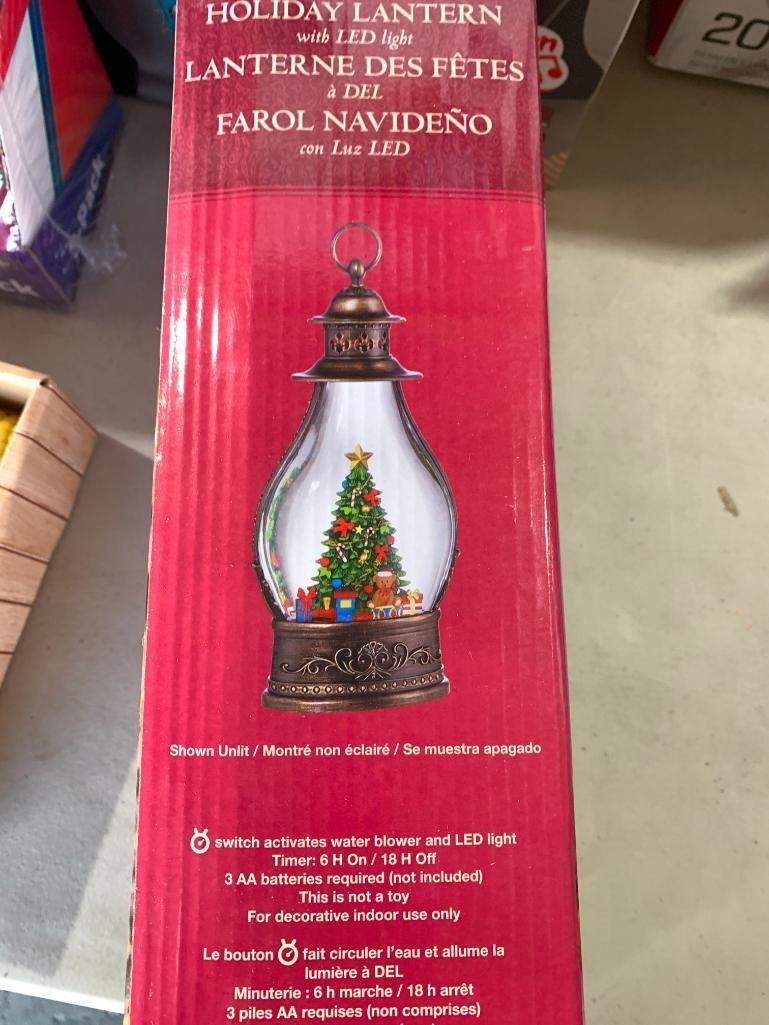 HOLIDAY LANTERN
with LED light
LANTERNE DES FÊTES
à DEL
FAROL NAVIDEÑO
con Luz LED
20
Pack
ck
Shown Unlit / Montré non éclairé / Se muestra apagado
switch activates water blower and LED light
Timer: 6 H On / 18 H Off
3 AA batteries required (not included)
This is not a toy
For decorative indoor use only
Le bouton fait circuler l'eau et allume la
lumière à DEL
Minuterie : 6 h marche / 18 h arrêt
3 piles AA requises (non comprises)